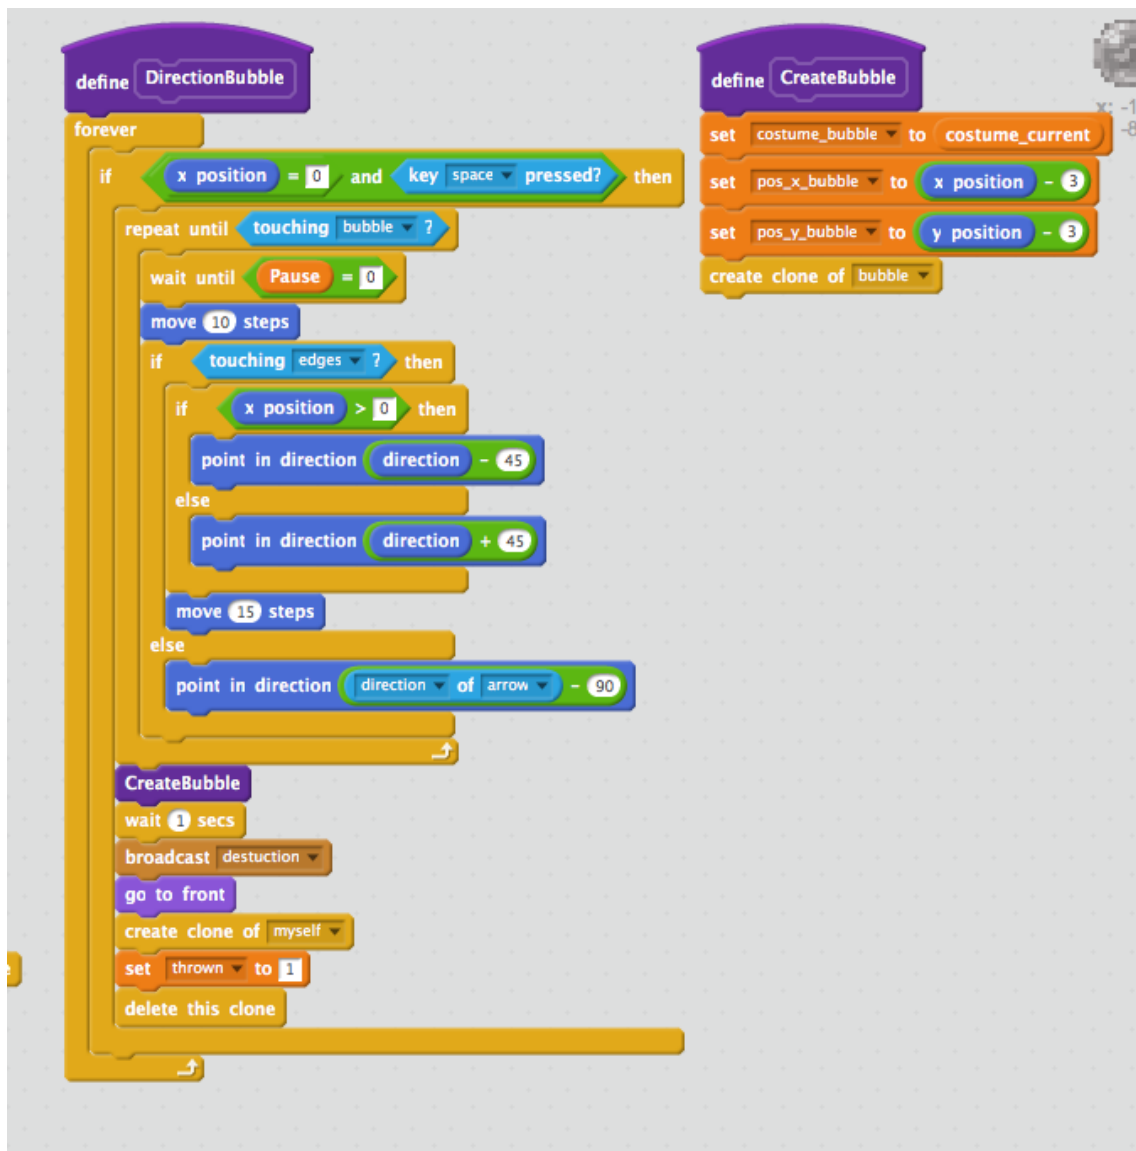 define DirectionBubble
forever
if x position = 0 and key space pressed? then
repeat until touching bubble ?
wait until Pause = 0
move 10 steps
if touching edges ? then
if x position > 0 then
point in direction direction - 45
else
point in direction direction + 45
move 15 steps
else
point in direction direction of arrow - 90
CreateBubble
wait 1 secs
broadcast destuction
go to front
create clone of myself
set thrown to 1
delete this clone
define CreateBubble
set costume_bubble to costume_current
set pos_x_bubble to x position - 3
set pos_y_bubble to y position - 3
create clone of bubble
x: -1
-8